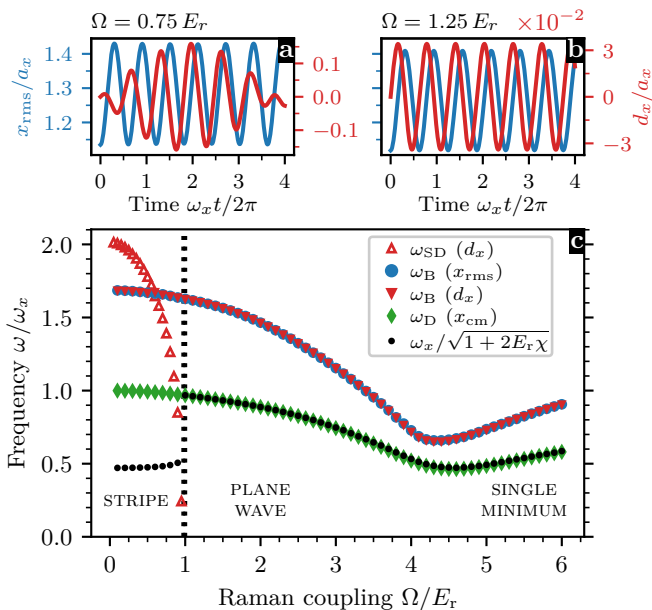 Ω = 0.75 E_r
Ω = 1.25 E_r
×10⁻²
a
b
x_rms/a_x
1.4
1.3
1.2
0.1
0.0
−0.1
3
0
−3
d_x/a_x
0 1 2 3 4
0 1 2 3 4
Time ω_x t/2π
Time ω_x t/2π
c
Frequency ω/ω_x
2.0
1.5
1.0
0.5
0.0
ω_SD (d_x)
ω_B (x_rms)
ω_B (d_x)
ω_D (x_cm)
ω_x/√1 + 2E_r χ
STRIPE
PLANE
WAVE
SINGLE
MINIMUM
0 1 2 3 4 5 6
Raman coupling Ω/E_r